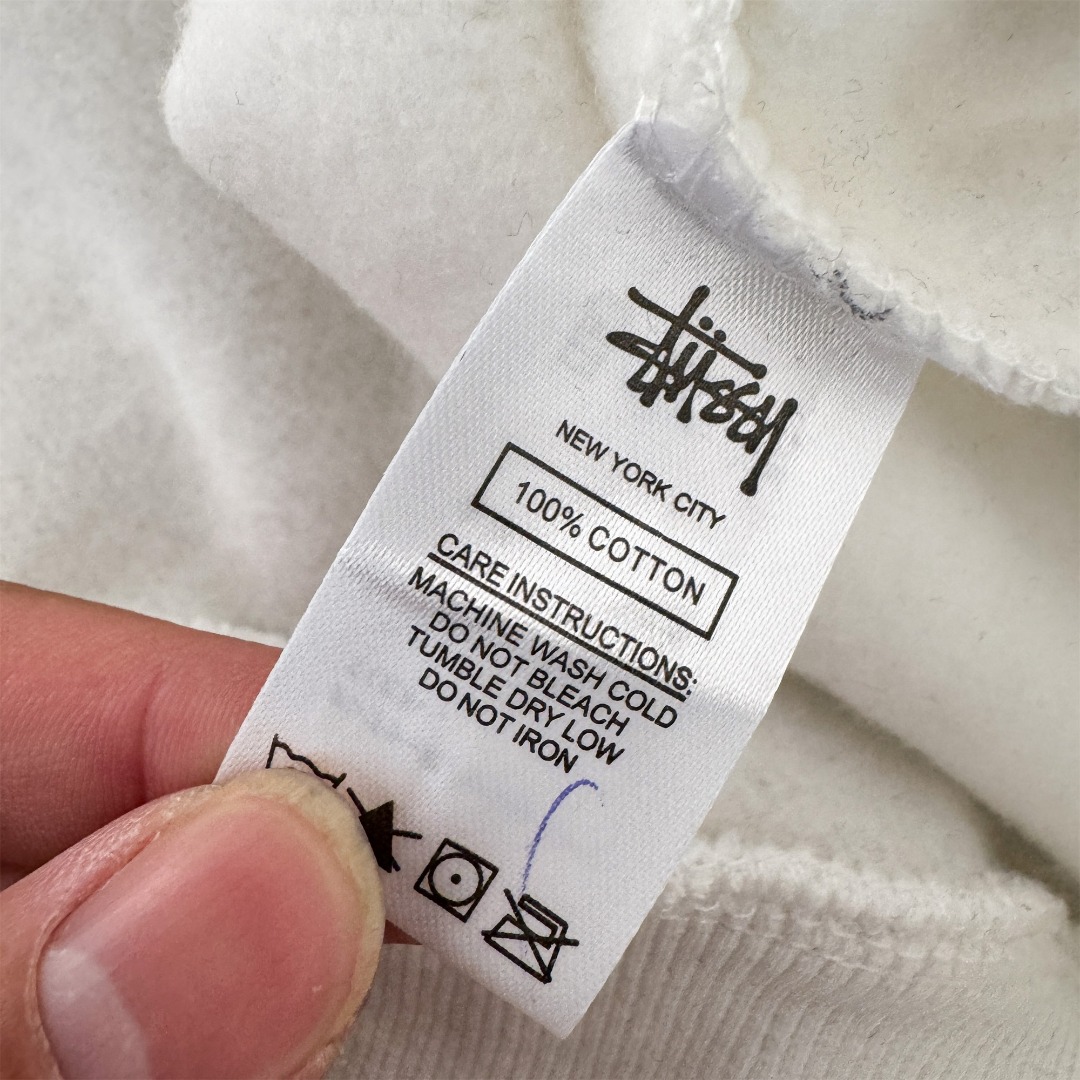 Stüssy
NEW YORK CITY
100% COTTON
CARE INSTRUCTIONS:
MACHINE WASH COLD
DO NOT BLEACH
TUMBLE DRY LOW
DO NOT IRON